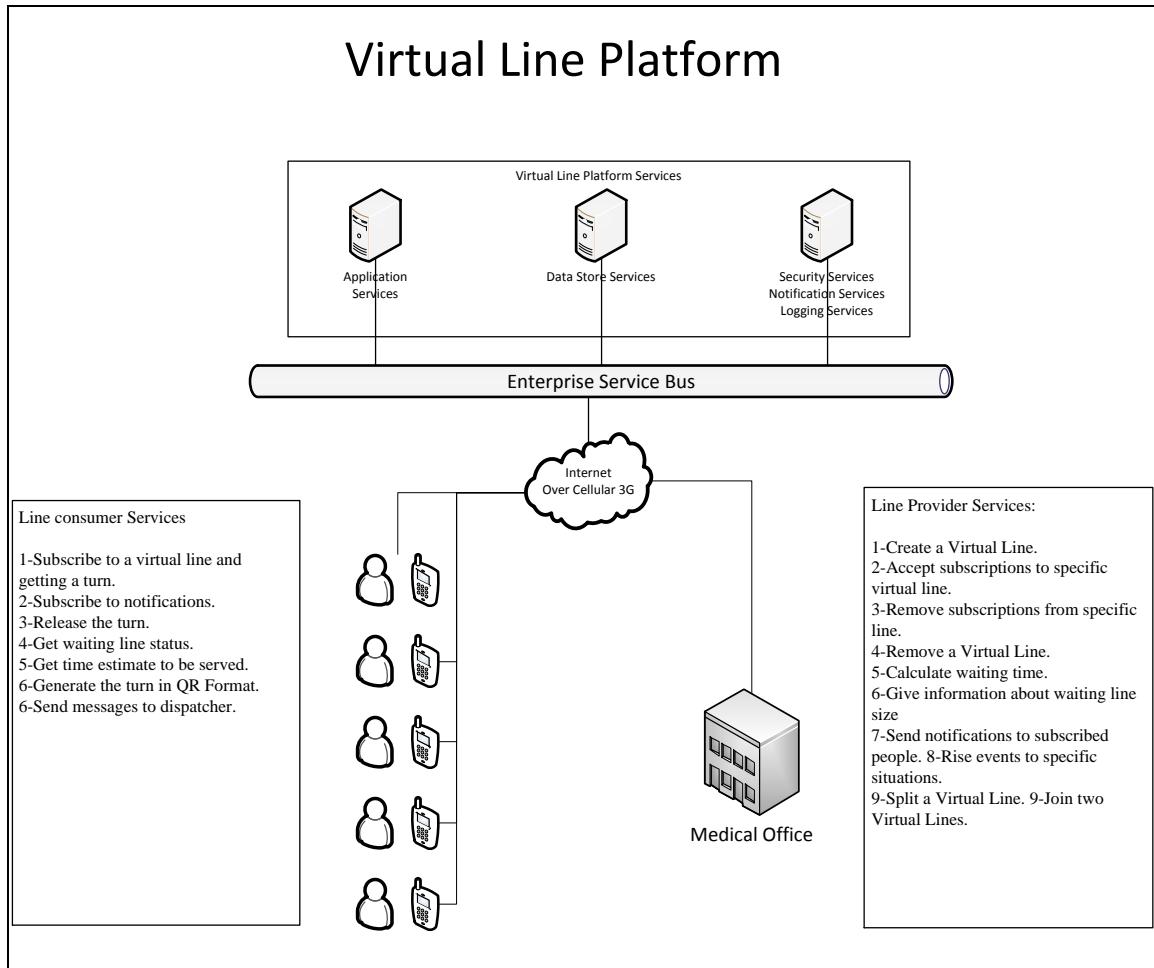 Virtual Line Platform
Virtual Line Platform Services
Application
Services
Data Store Services
Security Services
Notification Services
Logging Services
Enterprise Service Bus
Internet
Over Cellular 3G
Line consumer Services
1-Subscribe to a virtual line and
getting a turn.
2-Subscribe to notifications.
3-Release the turn.
4-Get waiting line status.
5-Get time estimate to be served.
6-Generate the turn in QR Format.
6-Send messages to dispatcher.
Line Provider Services:
1-Create a Virtual Line.
2-Accept subscriptions to specific
virtual line.
3-Remove subscriptions from specific
line.
4-Remove a Virtual Line.
5-Calculate waiting time.
6-Give information about waiting line
size
7-Send notifications to subscribed
people. 8-Rise events to specific
situations.
9-Split a Virtual Line. 9-Join two
Virtual Lines.
Medical Office